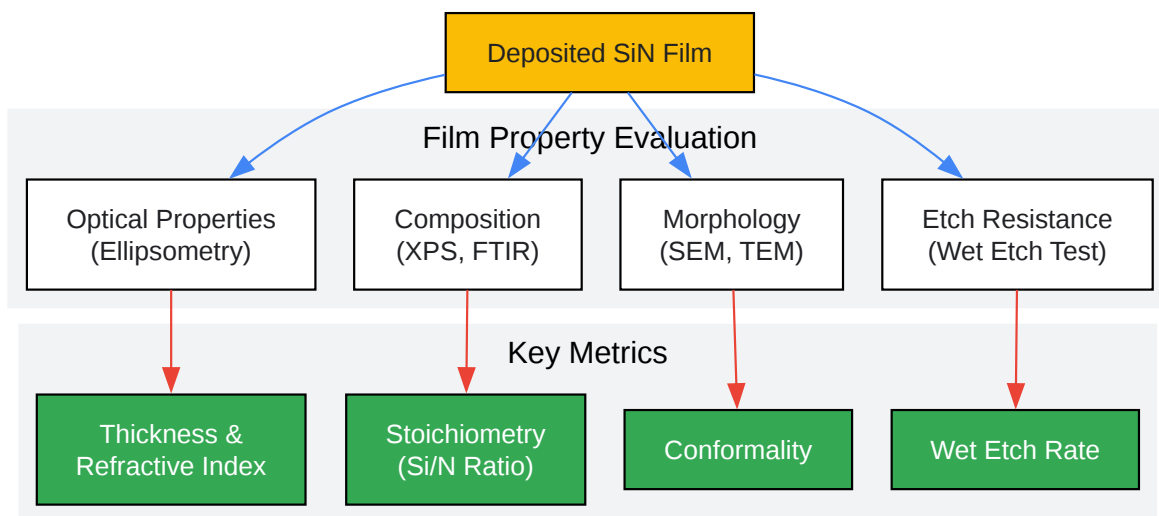 Deposited SiN Film
Film Property Evaluation
Optical Properties
(Ellipsometry)
Composition
(XPS, FTIR)
Morphology
(SEM, TEM)
Etch Resistance
(Wet Etch Test)
Key Metrics
Thickness &
Refractive Index
Stoichiometry
(Si/N Ratio)
Conformality
Wet Etch Rate